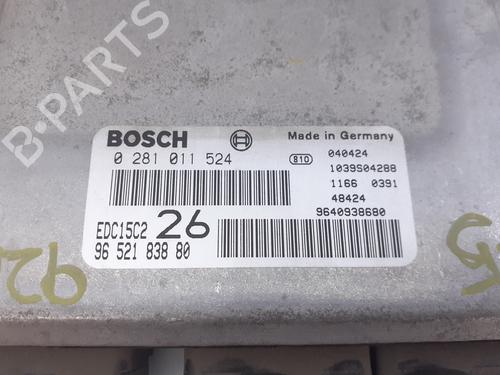 B-PARTS
BOSCH
Made in Germany
0 281 011 524
810
040424
1039S04288
1166 0391
48424
9640938680
EDC15C2 26
96 521 838 80